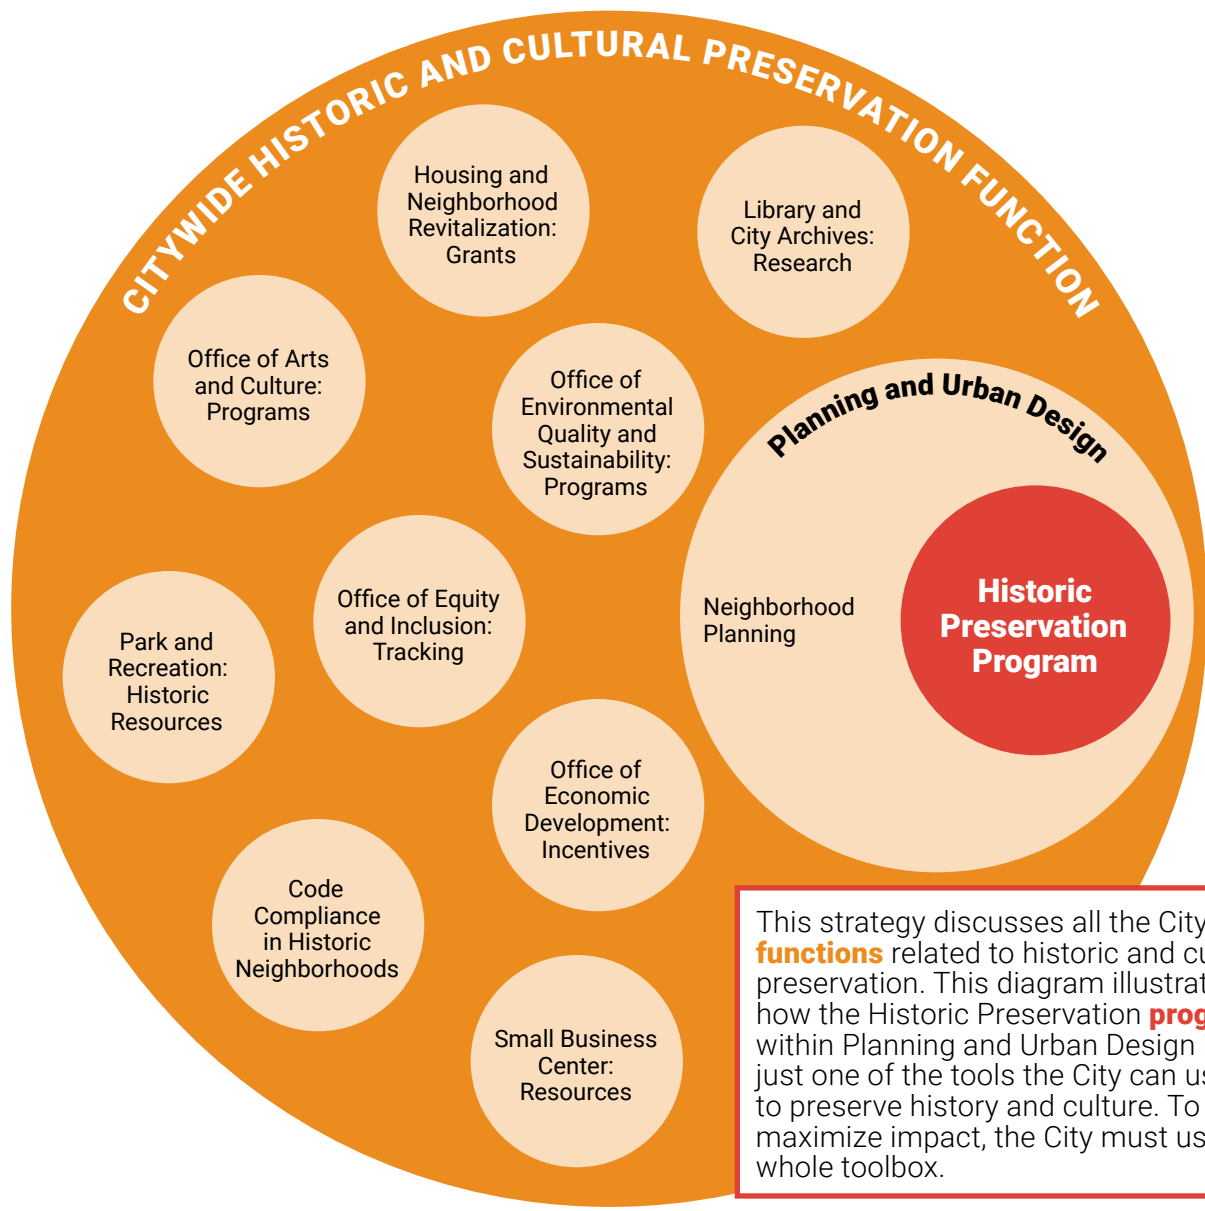 CITYWIDE HISTORIC AND CULTURAL PRESERVATION FUNCTION
Housing and
Neighborhood
Revitalization:
Grants
Library and
City Archives:
Research
Office of Arts
and Culture:
Programs
Office of
Environmental
Quality and
Sustainability:
Programs
Planning and Urban Design
Neighborhood
Planning
Historic
Preservation
Program
Office of Equity
and Inclusion:
Tracking
Park and
Recreation:
Historic
Resources
Office of
Economic
Development:
Incentives
Code
Compliance
in Historic
Neighborhoods
Small Business
Center:
Resources
This strategy discusses all the City
functions related to historic and
preservation. This diagram
how the Historic Preservation
within Planning and Urban Design
just one of the tools the City can
to preserve history and culture. To
maximize impact, the City must
whole toolbox.